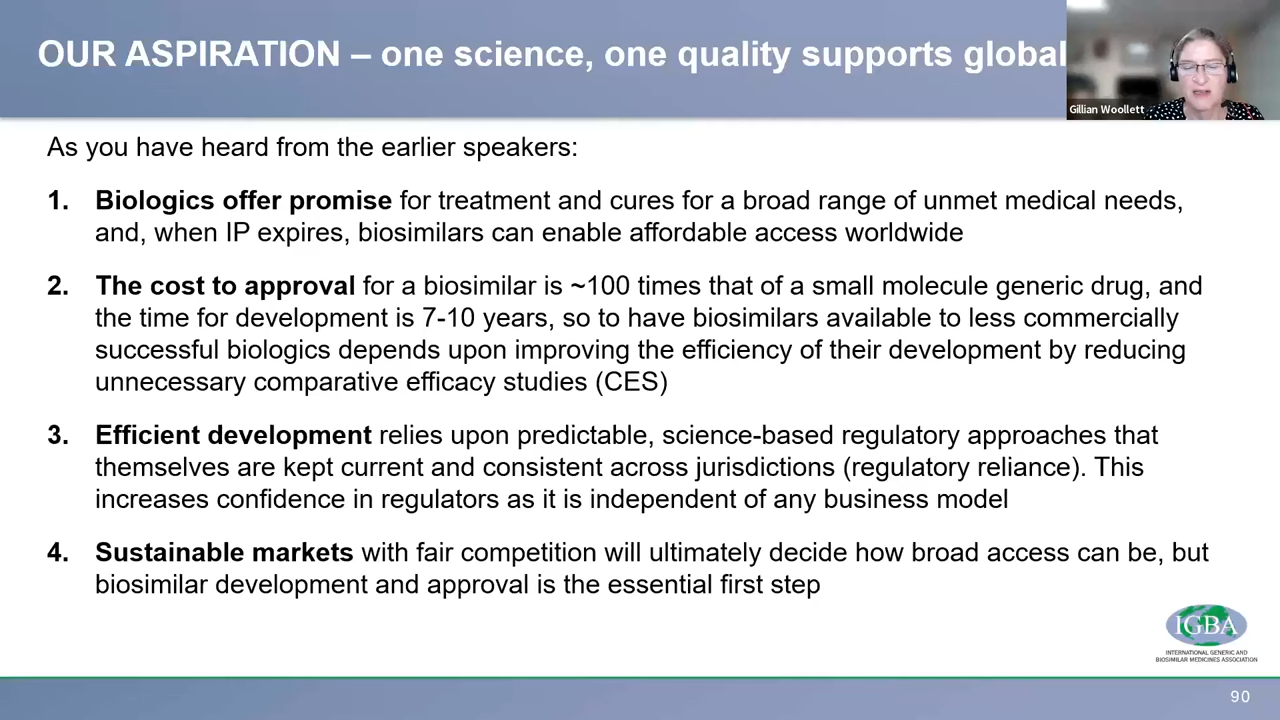 OUR ASPIRATION – one science, one quality supports global
Gillian Woollett
As you have heard from the earlier speakers:
1. Biologics offer promise for treatment and cures for a broad range of unmet medical needs,
and, when IP expires, biosimilars can enable affordable access worldwide
2. The cost to approval for a biosimilar is ~100 times that of a small molecule generic drug, and
the time for development is 7-10 years, so to have biosimilars available to less commercially
successful biologics depends upon improving the efficiency of their development by reducing
unnecessary comparative efficacy studies (CES)
3. Efficient development relies upon predictable, science-based regulatory approaches that
themselves are kept current and consistent across jurisdictions (regulatory reliance). This
increases confidence in regulators as it is independent of any business model
4. Sustainable markets with fair competition will ultimately decide how broad access can be, but
biosimilar development and approval is the essential first step
IGBA
INTERNATIONAL GENERIC AND
BIOSIMILAR MEDICINES ASSOCIATION
90